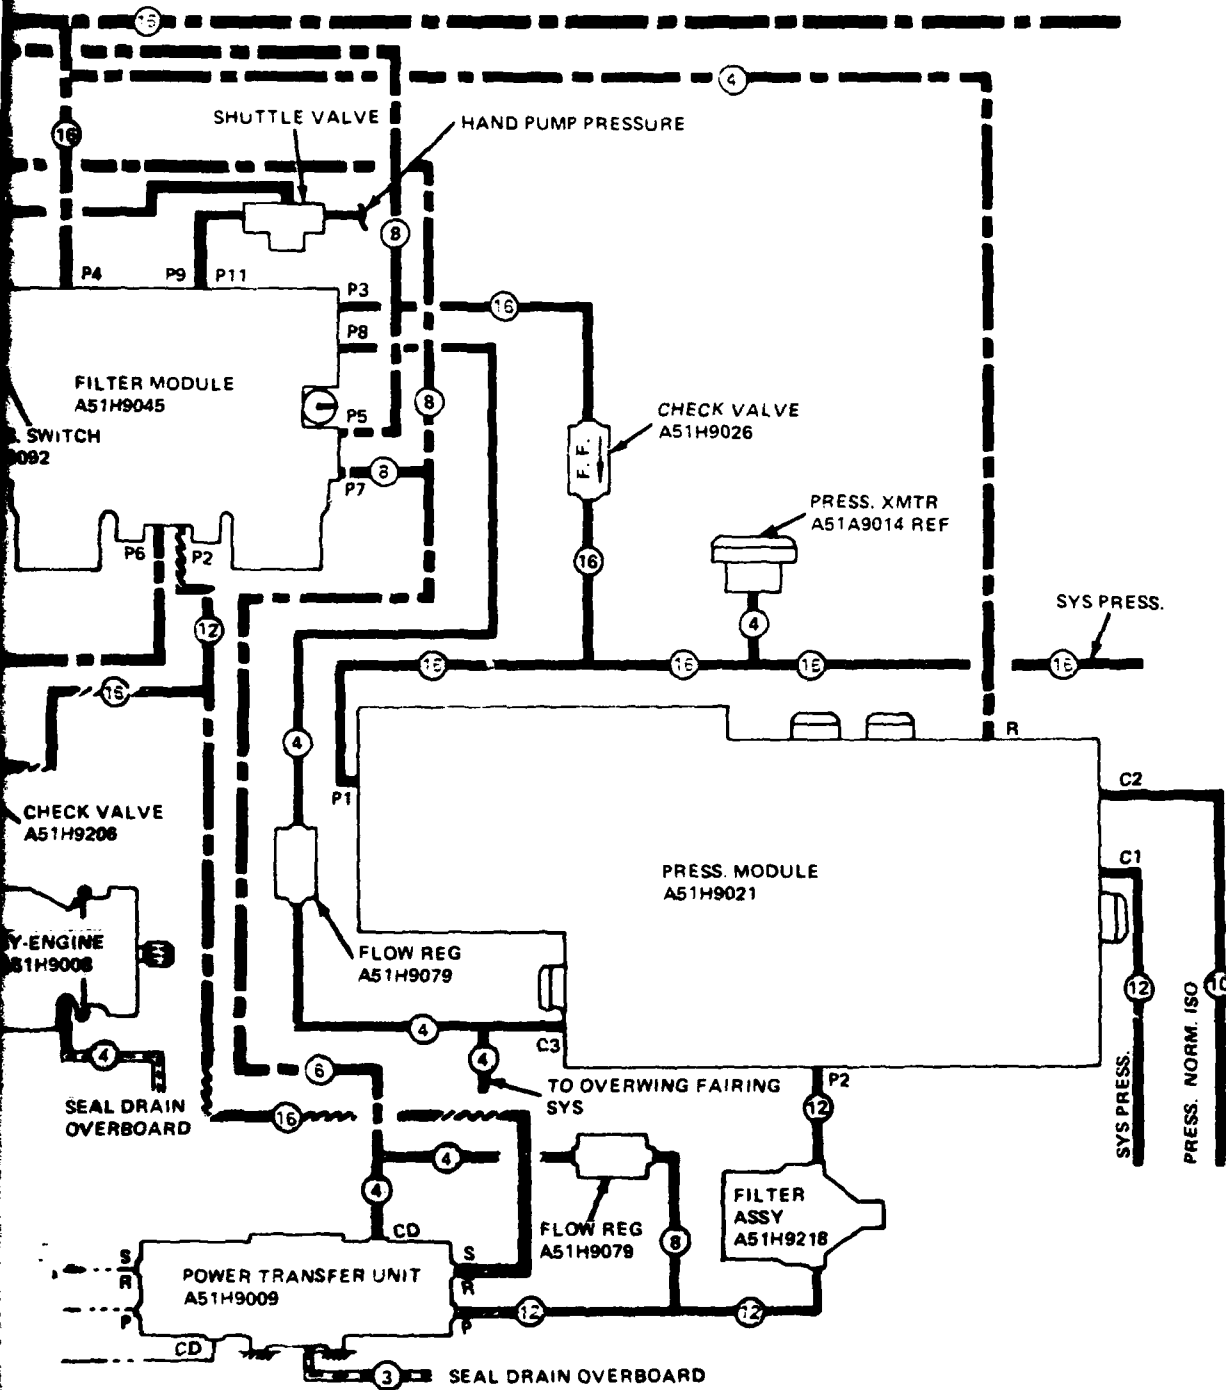 16
4
SHUTTLE VALVE
HAND PUMP PRESSURE
16
8
P4
P9
P11
P3
16
P8
FILTER MODULE
A51H9045
8
CHECK VALVE
A51H9026
P5
SWITCH
F.F.
8
P7
PRESS. XMTR
A51A9014 REF
P6
P2
16
SYS PRESS.
12
4
16
16
16
16
16
R
4
C2
P1
CHECK VALVE
A51H9206
C1
PRESS. MODULE
A51H9021
Y-ENGINE
FLOW REG
A51H9079
12
10
4
C3
4
4
6
P2
TO OVERWING FAIRING
SYS
SEAL DRAIN
OVERBOARD
16
12
SYS PRESS.
PRESS. NORM. ISO
4
4
FILTER
ASSY
A51H9218
CD
FLOW REG
A51H9079
8
S
R
P
POWER TRANSFER UNIT
A51H9009
S
R
P
12
12
CD
3
SEAL DRAIN OVERBOARD